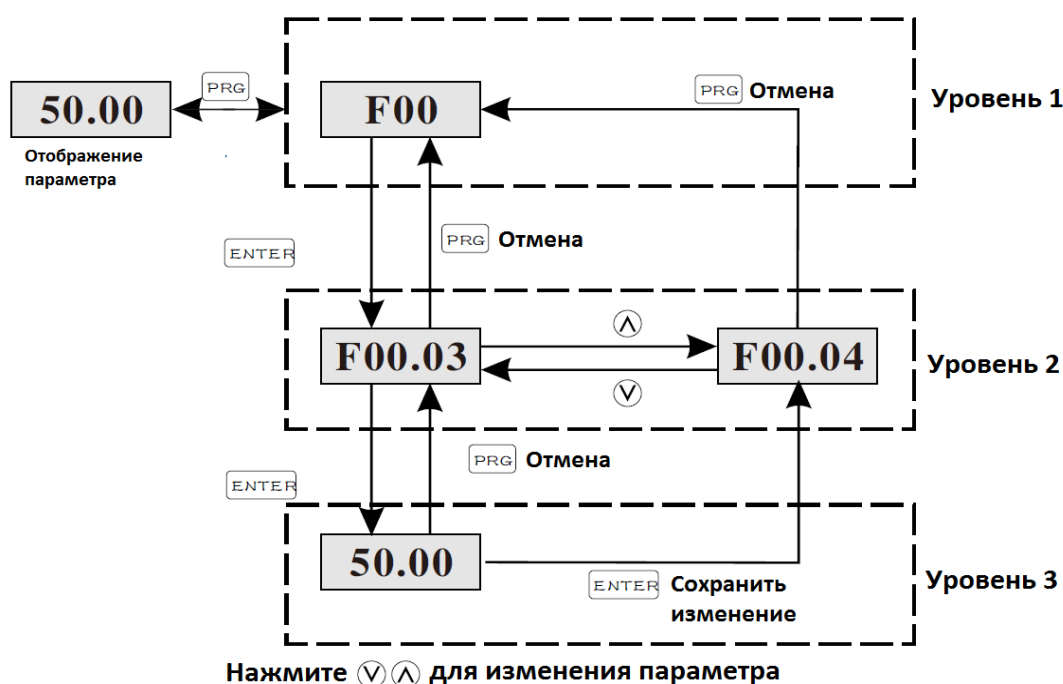 PRG Отмена
50.00
PRG
F00
Уровень 1
Отображение
параметра
PRG Отмена
ENTER
F00.03
F00.04
Уровень 2
PRG Отмена
ENTER
50.00
ENTER Сохранить
изменение
Уровень 3
Нажмите для изменения параметра